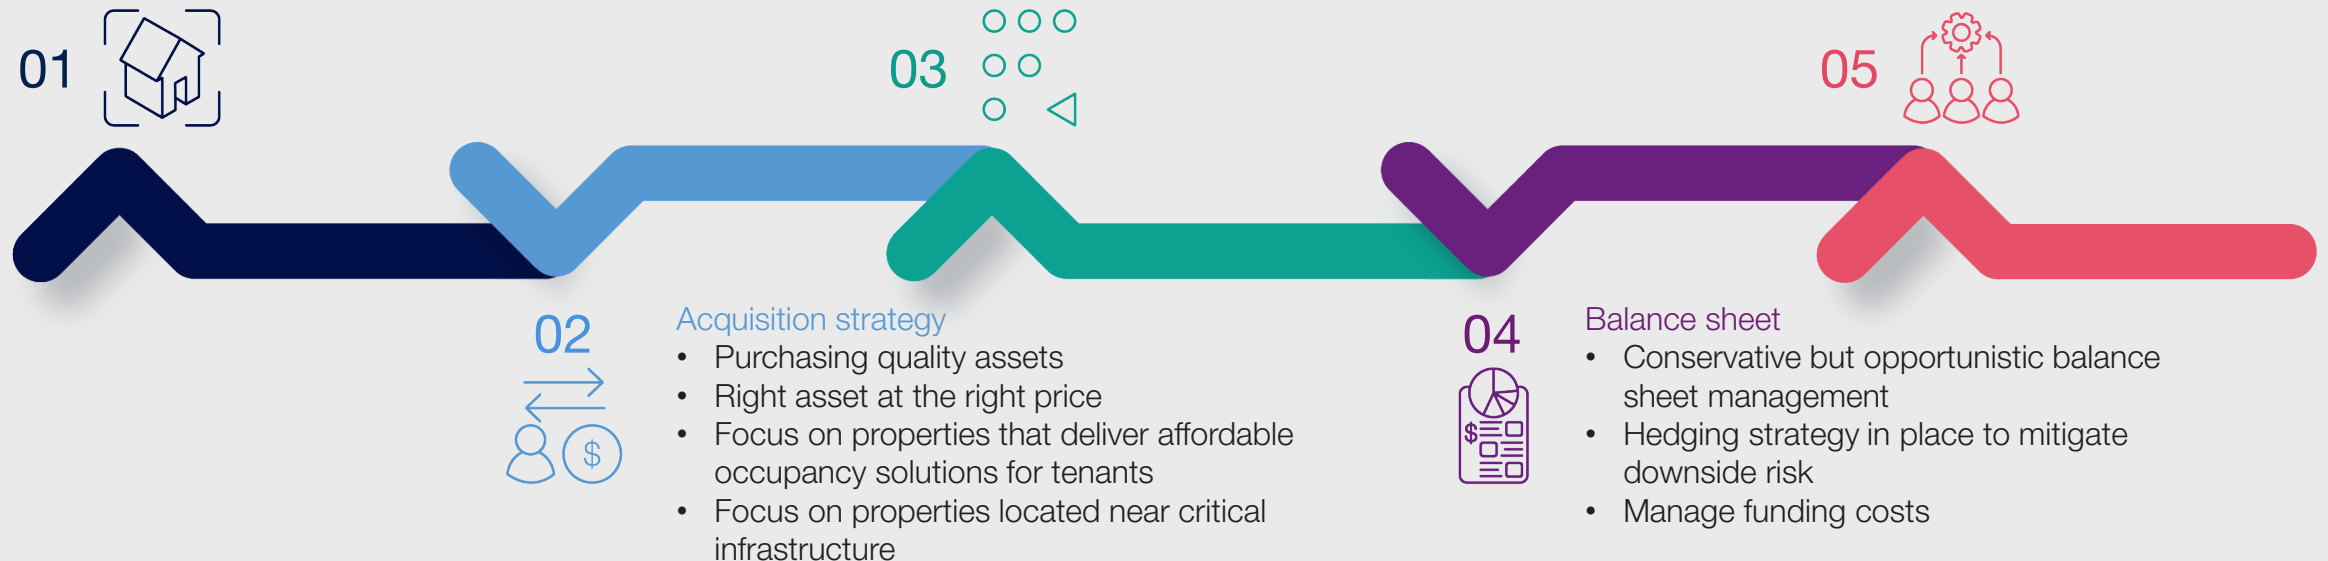 01
03
05
02
$
Acquisition strategy
• Purchasing quality assets
• Right asset at the right price
• Focus on properties that deliver affordable
occupancy solutions for tenants
• Focus on properties located near critical
infrastructure
04
$
Balance sheet
• Conservative but opportunistic balance
sheet management
• Hedging strategy in place to mitigate
downside risk
• Manage funding costs